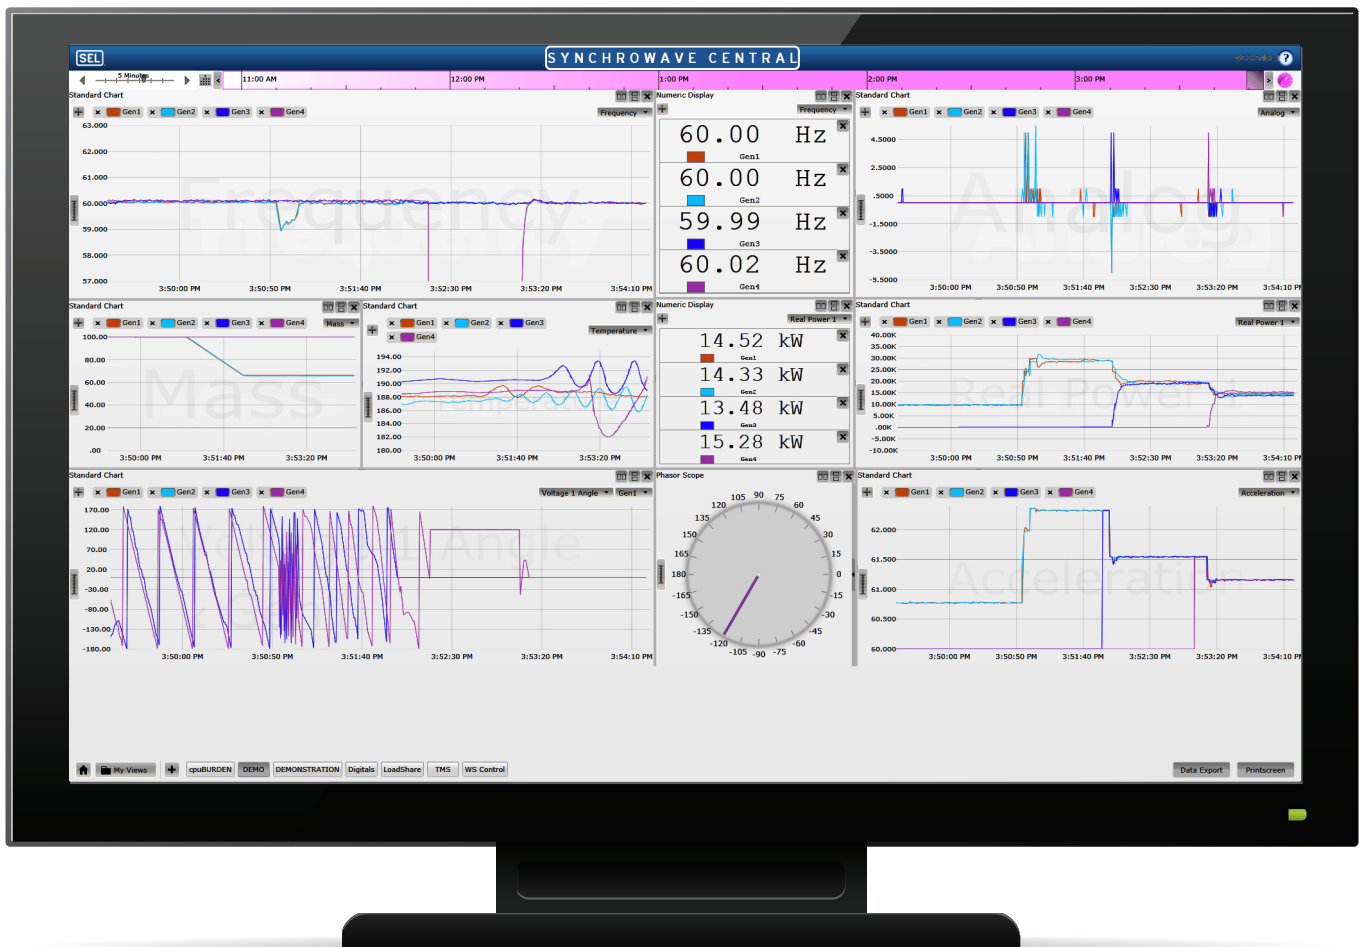 SEL
SYNCHROWAVE CENTRAL
?
5 Minutes
11:00 AM 12:00 PM 1:00 PM 2:00 PM 3:00 PM
Standard Chart
Gen1 Gen2 Gen3 Gen4 Frequency
63.000
62.000
61.000
60.000
59.000
58.000
57.000
Frequency
3:50:00 PM 3:50:50 PM 3:51:40 PM 3:52:30 PM 3:53:20 PM 3:54:10 PM
Numeric Display
Frequency
60.00 Hz
Gen1
60.00 Hz
Gen2
59.99 Hz
Gen3
60.02 Hz
Gen4
Standard Chart
Gen1 Gen2 Gen3 Gen4 Analog
4.5000
2.5000
.5000
-1.5000
-3.5000
-5.5000
Analog
3:50:00 PM 3:50:50 PM 3:51:40 PM 3:52:30 PM 3:53:20 PM 3:54:10 PM
Standard Chart
Gen1 Gen2 Gen3 Gen4 Mass
100.00
80.00
60.00
40.00
20.00
.00
Mass
3:50:00 PM 3:51:40 PM 3:53:20 PM
Standard Chart
Gen1 Gen2 Gen3
Gen4
Temperature
194.00
192.00
190.00
188.00
186.00
184.00
182.00
180.00
3:50:00 PM 3:51:40 PM 3:53:20 PM
Numeric Display
Real Power 1
14.52 kW
Gen1
14.33 kW
Gen2
13.48 kW
Gen3
15.28 kW
Gen4
Standard Chart
Gen1 Gen2 Gen3 Gen4 Real Power 1
40.00K
35.00K
30.00K
25.00K
20.00K
15.00K
10.00K
5.00K
.00K
-5.00K
-10.00K
Real Power
3:50:00 PM 3:50:50 PM 3:51:40 PM 3:52:30 PM 3:53:20 PM 3:54:10 PM
Standard Chart
Gen1 Gen2 Gen3 Gen4 Voltage 1 Angle Gen1
170.00
120.00
70.00
20.00
-30.00
-80.00
-130.00
-180.00
Angle
3:50:00 PM 3:50:50 PM 3:51:40 PM 3:52:30 PM 3:53:20 PM 3:54:10 PM
Phasor Scope
105 90 75
120 60
135 45
150 30
165 15
180 0
-165 -15
-150 -30
-135 -45
-120 -60
-105 -90 -75
Standard Chart
Gen1 Gen2 Gen3 Gen4 Acceleration
62.000
61.500
61.000
60.500
60.000
Acceleration
3:50:00 PM 3:50:50 PM 3:51:40 PM 3:52:30 PM 3:53:20 PM 3:54:10 PM
My Views cpuBURDEN DEMO DEMONSTRATION Digitals LoadShare TMS WS Control Data Export Printscreen